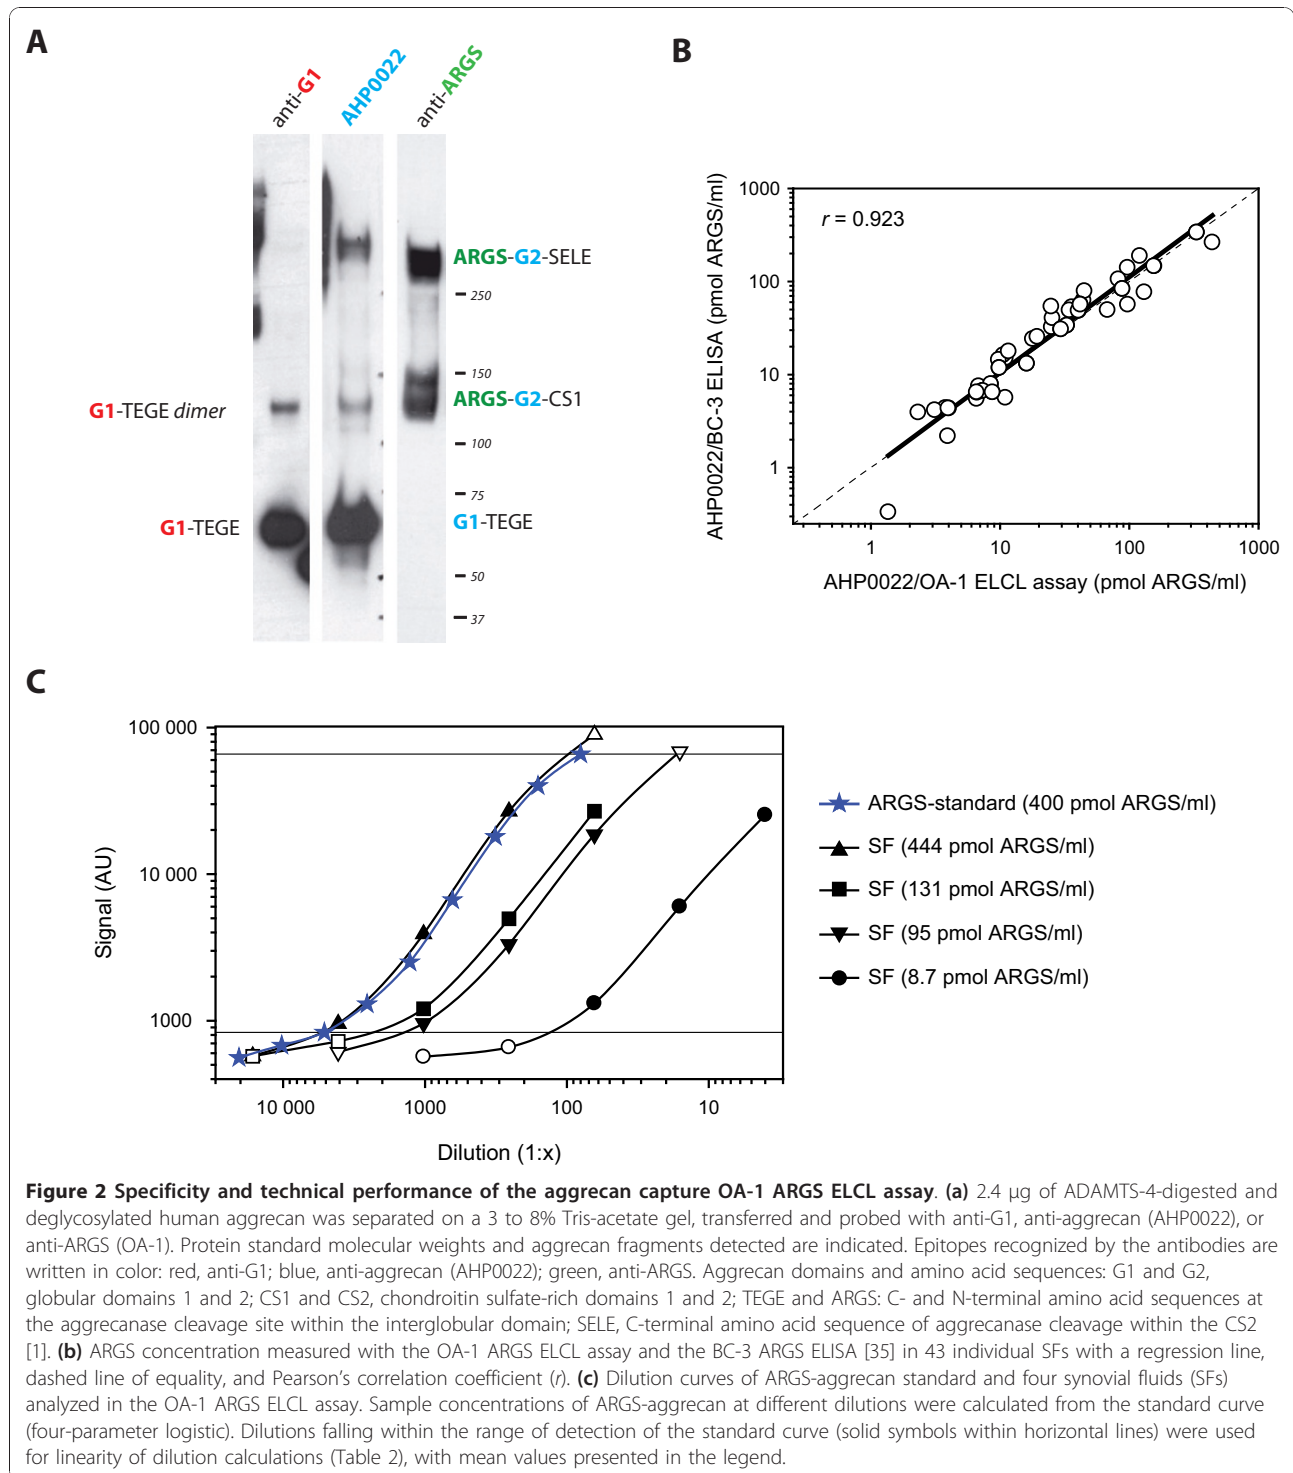 A
anti-G1
AHP0022
anti-ARGS
ARGS-G2-SELE
250
150
G1-TEGE dimer
ARGS-G2-CS1
100
75
G1-TEGE
G1-TEGE
50
37
B
AHP0022/BC-3 ELISA (pmol ARGS/ml)
1000
100
10
1
r = 0.923
1
10
100
1000
AHP0022/OA-1 ELCL assay (pmol ARGS/ml)
C
Signal (AU)
100 000
10 000
1000
10 000
1000
100
10
Dilution (1:x)
ARGS-standard (400 pmol ARGS/ml)
SF (444 pmol ARGS/ml)
SF (131 pmol ARGS/ml)
SF (95 pmol ARGS/ml)
SF (8.7 pmol ARGS/ml)
Figure 2 Specificity and technical performance of the aggrecan capture OA-1 ARGS ELCL assay. (a) 2.4 μg of ADAMTS-4-digested and
deglycosylated human aggrecan was separated on a 3 to 8% Tris-acetate gel, transferred and probed with anti-G1, anti-aggrecan (AHP0022), or
anti-ARGS (OA-1). Protein standard molecular weights and aggrecan fragments detected are indicated. Epitopes recognized by the antibodies are
written in color: red, anti-G1; blue, anti-aggrecan (AHP0022); green, anti-ARGS. Aggrecan domains and amino acid sequences: G1 and G2,
globular domains 1 and 2; CS1 and CS2, chondroitin sulfate-rich domains 1 and 2; TEGE and ARGS: C- and N-terminal amino acid sequences at
the aggrecanase cleavage site within the interglobular domain; SELE, C-terminal amino acid sequence of aggrecanase cleavage within the CS2
[1]. (b) ARGS concentration measured with the OA-1 ARGS ELCL assay and the BC-3 ARGS ELISA [35] in 43 individual SFs with a regression line,
dashed line of equality, and Pearson's correlation coefficient (r). (c) Dilution curves of ARGS-aggrecan standard and four synovial fluids (SFs)
analyzed in the OA-1 ARGS ELCL assay. Sample concentrations of ARGS-aggrecan at different dilutions were calculated from the standard curve
(four-parameter logistic). Dilutions falling within the range of detection of the standard curve (solid symbols within horizontal lines) were used
for linearity of dilution calculations (Table 2), with mean values presented in the legend.